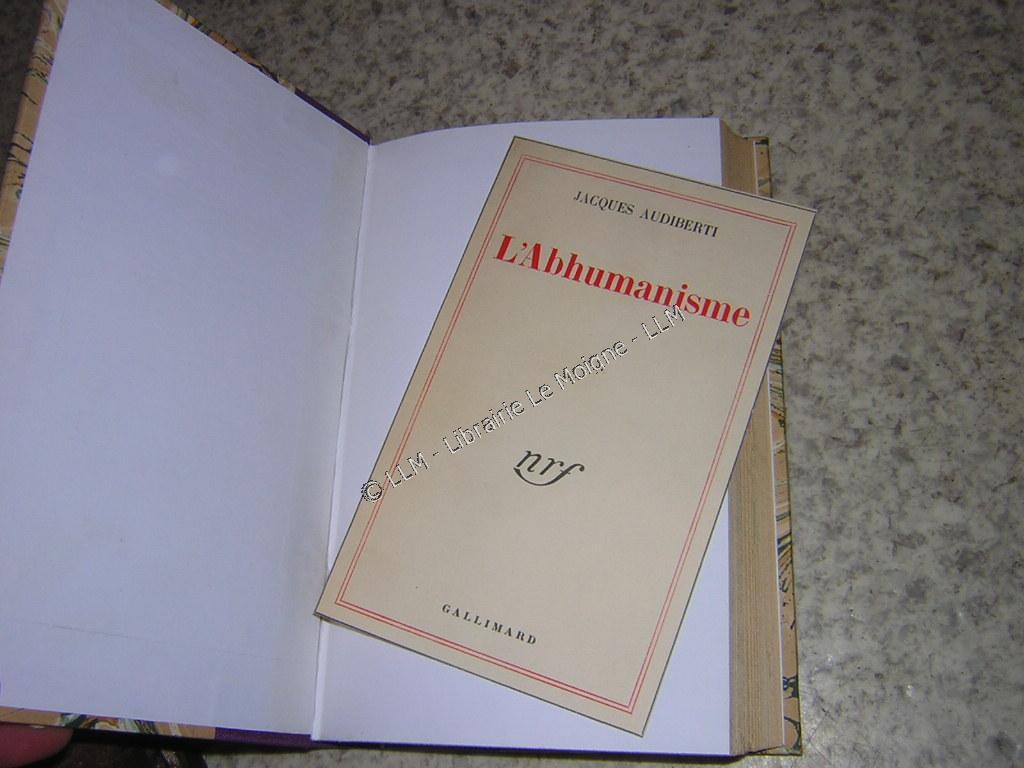 JACQUES AUDIBERTI
L'Abhumanisme
© LLM - Librairie Le Moigne - LLM
nrf
GALLIMARD